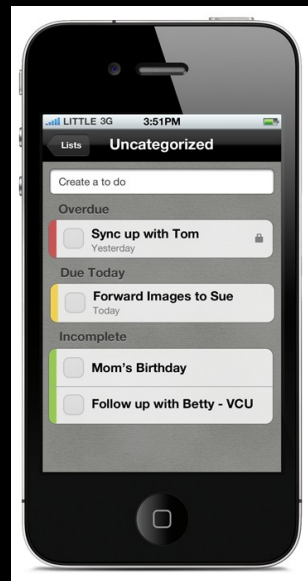 LITTLE 3G 3:51PM
Lists Uncategorized
Create a to do
Overdue
Sync up with Tom
Yesterday
Due Today
Forward Images to Sue
Today
Incomplete
Mom's Birthday
Follow up with Betty - VCU